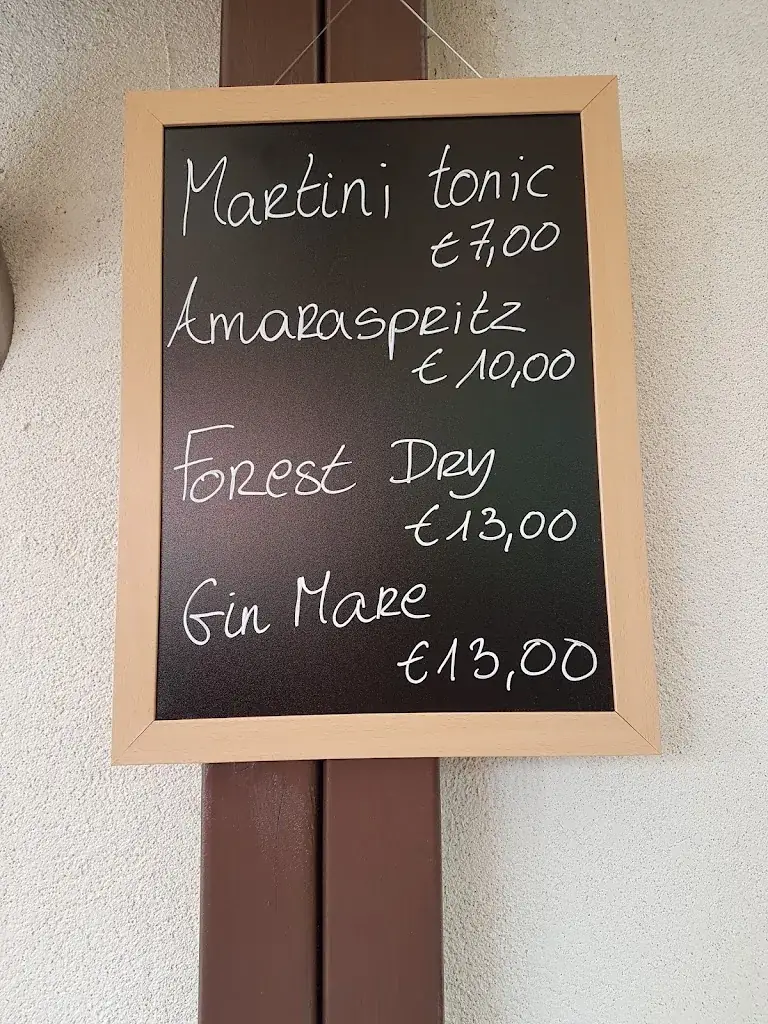 Martini tonic
€7,00
Amaraspritz
€ 10,00
Forest Dry
€13,00
Gin Mare
€13,00